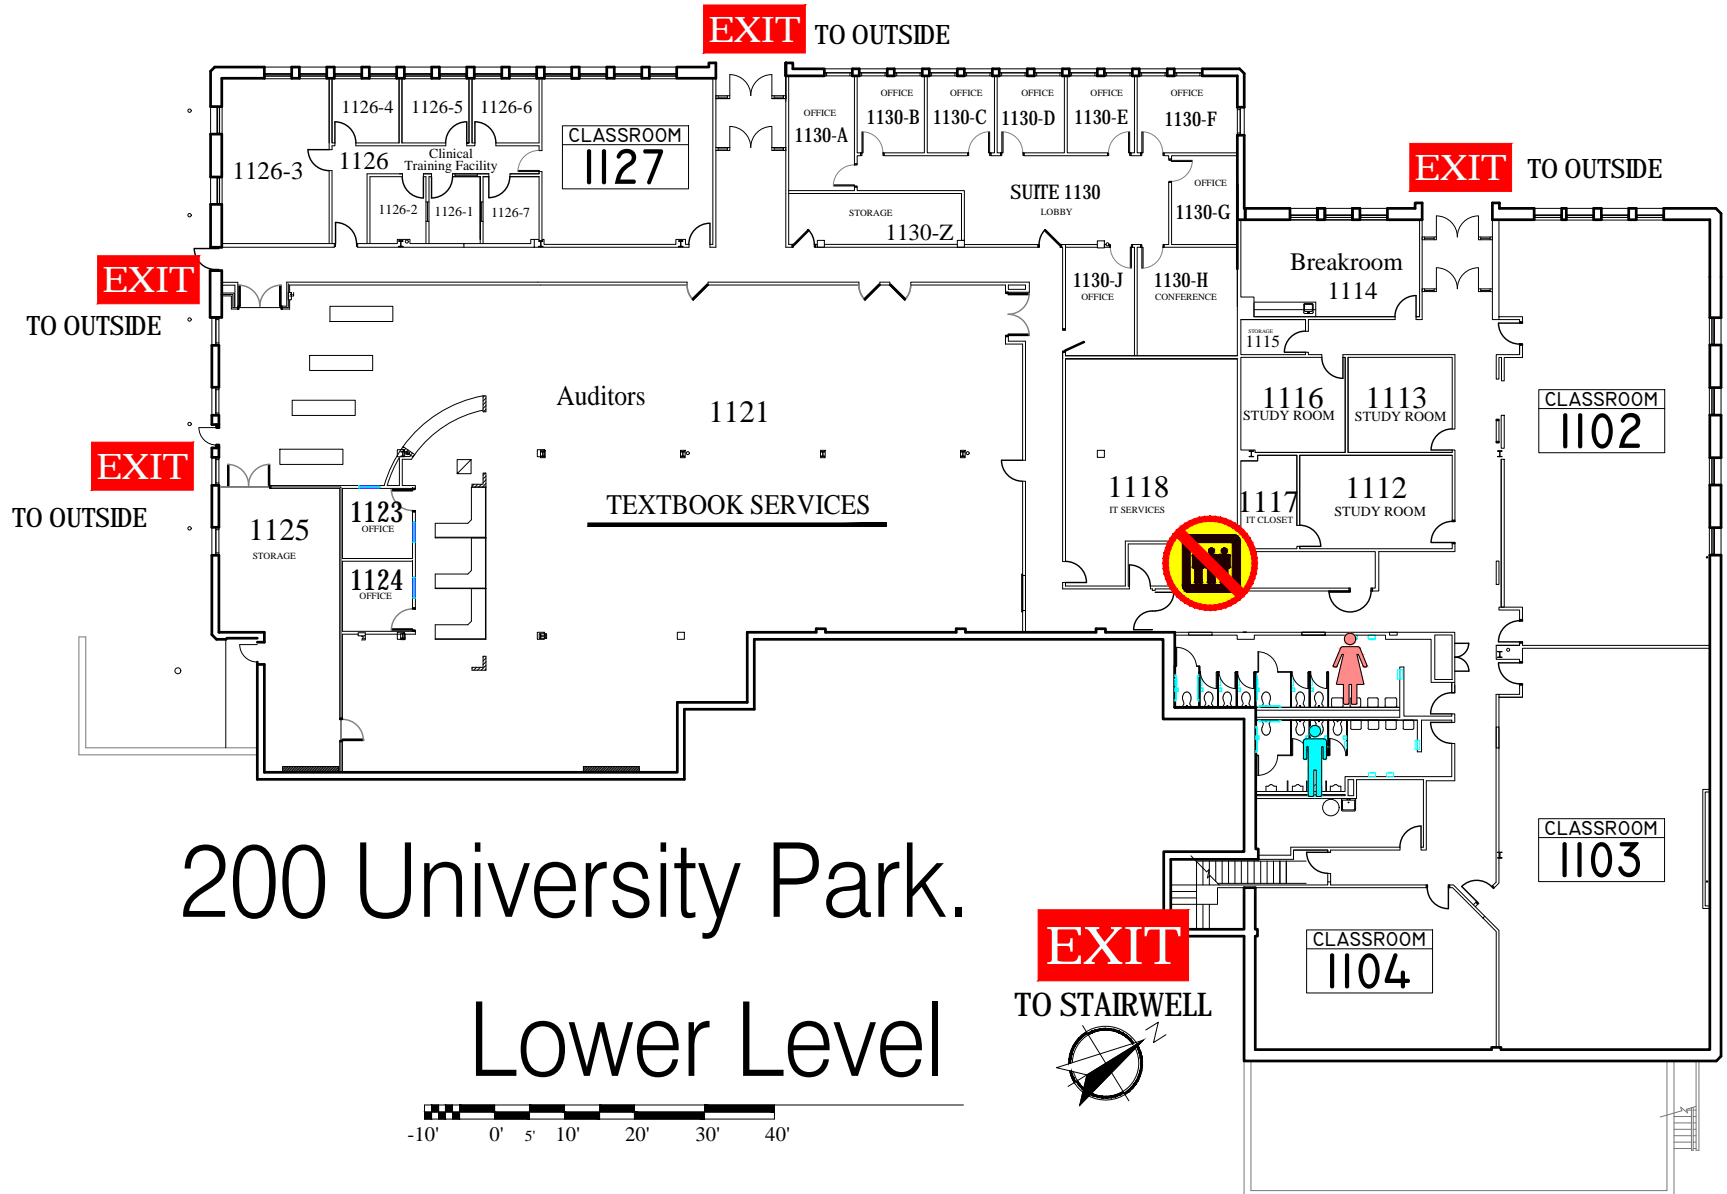 EXIT TO OUTSIDE
1126-4
1126-5
1126-6
CLASSROOM
1127
1126-3
1126
Clinical
Training Facility
1126-2
1126-1
1126-7
OFFICE
1130-A
OFFICE
1130-B
OFFICE
1130-C
OFFICE
1130-D
OFFICE
1130-E
OFFICE
1130-F
SUITE 1130
LOBBY
OFFICE
1130-G
STORAGE
1130-Z
1130-J
OFFICE
1130-H
CONFERENCE
EXIT TO OUTSIDE
Breakroom
1114
STORAGE
1115
EXIT
TO OUTSIDE
EXIT
TO OUTSIDE
Auditors
1121
TEXTBOOK SERVICES
1123
OFFICE
1124
OFFICE
1125
STORAGE
1116
STUDY ROOM
1113
STUDY ROOM
CLASSROOM
1102
1118
IT SERVICES
1117
IT CLOSET
1112
STUDY ROOM
CLASSROOM
1103
CLASSROOM
1104
EXIT
TO STAIRWELL
N
200 University Park.
Lower Level
-10' 0' 5' 10' 20' 30' 40'